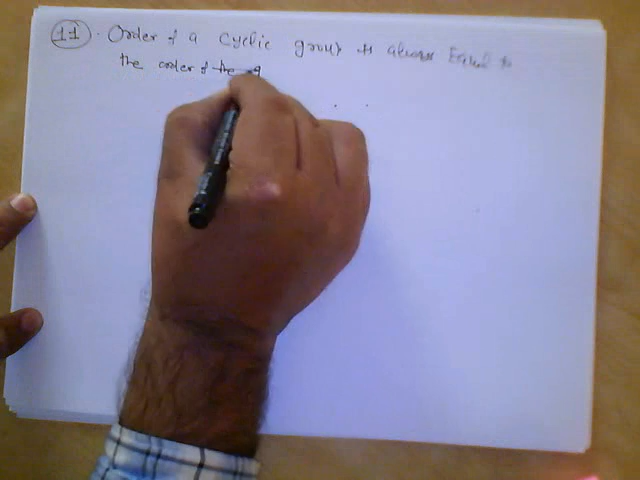 (11). Order of a cyclic group is always Equal to
the order of the